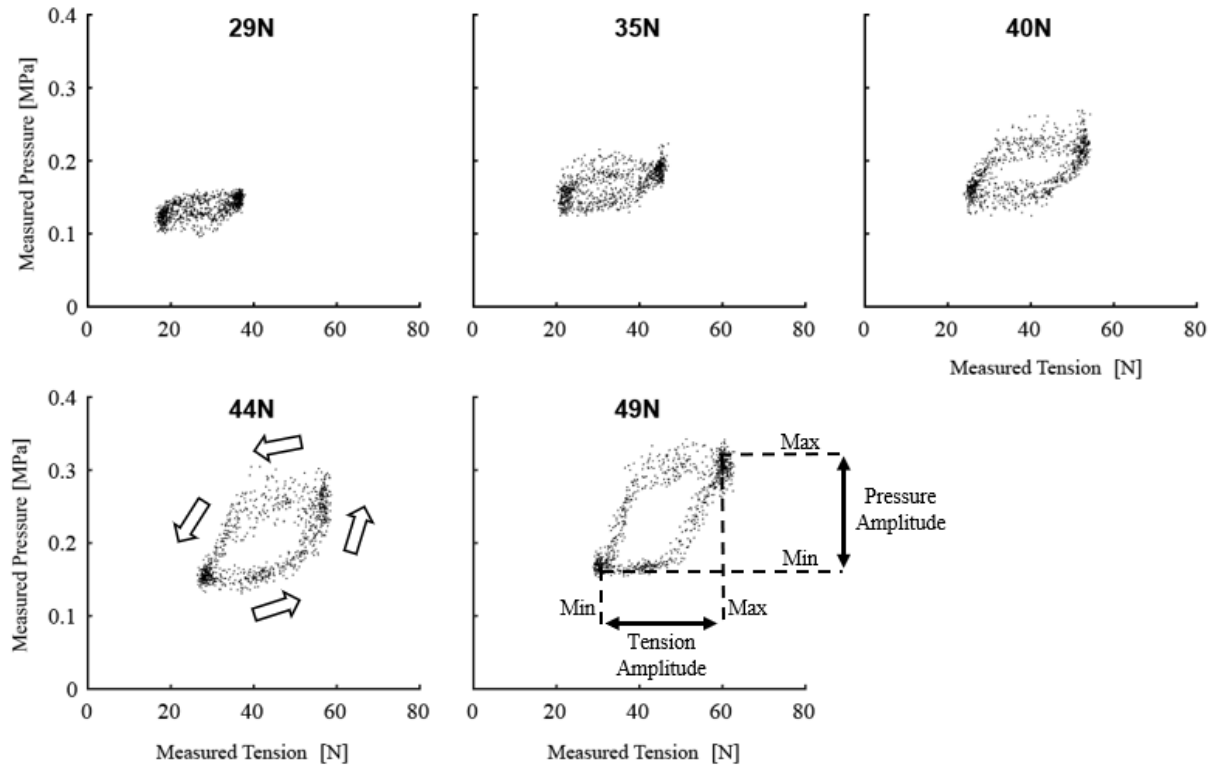 29N
0.4
0.3
0.2
0.1
0
Measured Pressure [MPa]
0 20 40 60 80
35N
0 20 40 60 80
40N
0 20 40 60 80
Measured Tension [N]
44N
0.4
0.3
0.2
0.1
0
Measured Pressure [MPa]
0 20 40 60 80
Measured Tension [N]
49N
Max
Pressure
Amplitude
Min
Min
Max
Tension
Amplitude
0 20 40 60 80
Measured Tension [N]